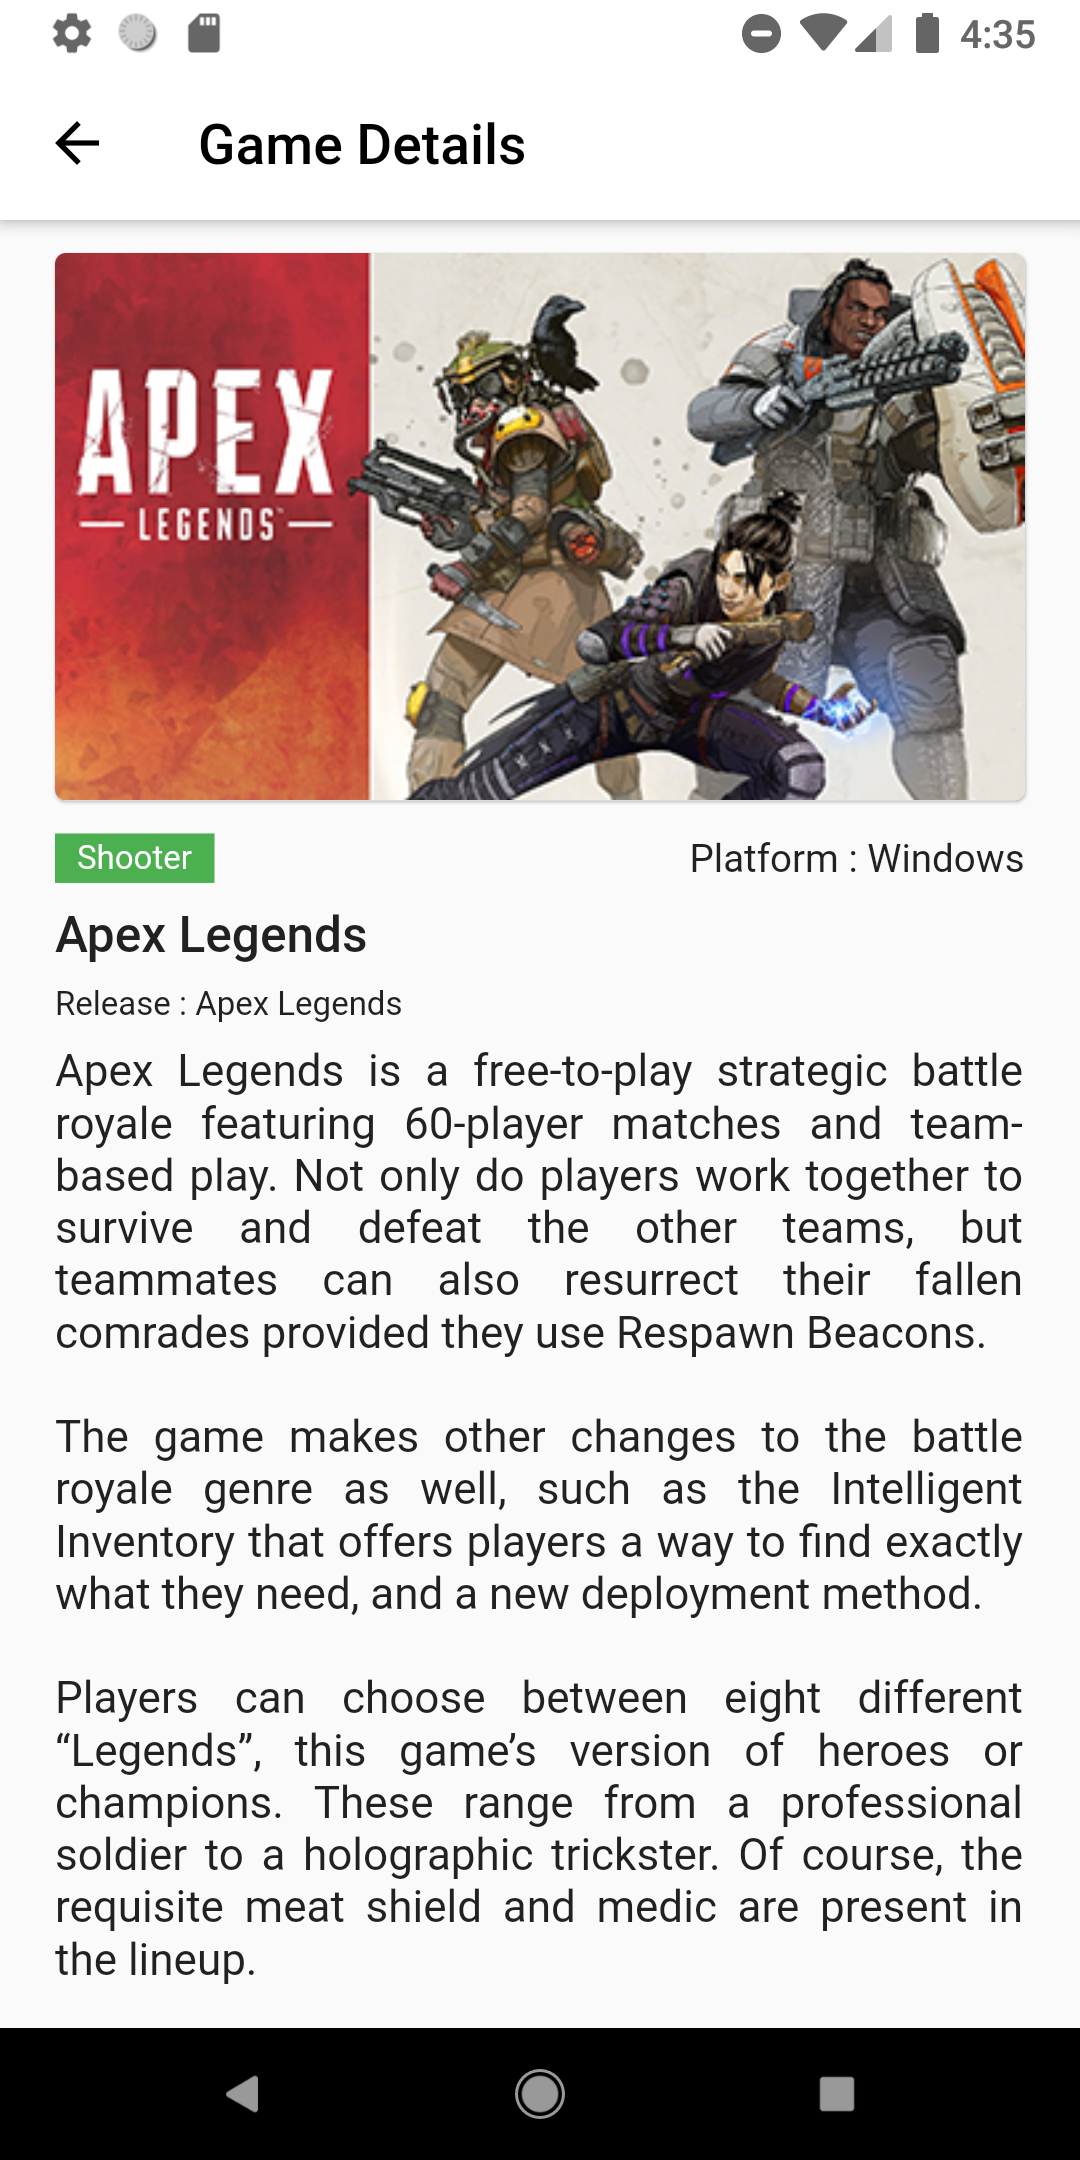 4:35
Game Details
APEX
LEGENDS
Shooter
Platform : Windows
Apex Legends
Release : Apex Legends
Apex Legends is a free-to-play strategic battle
royale featuring 60-player matches and team-
based play. Not only do players work together to
survive and defeat the other teams, but
teammates can also resurrect their fallen
comrades provided they use Respawn Beacons.
The game makes other changes to the battle
royale genre as well, such as the Intelligent
Inventory that offers players a way to find exactly
what they need, and a new deployment method.
Players can choose between eight different
“Legends”, this game’s version of heroes or
champions. These range from a professional
soldier to a holographic trickster. Of course, the
requisite meat shield and medic are present in
the lineup.